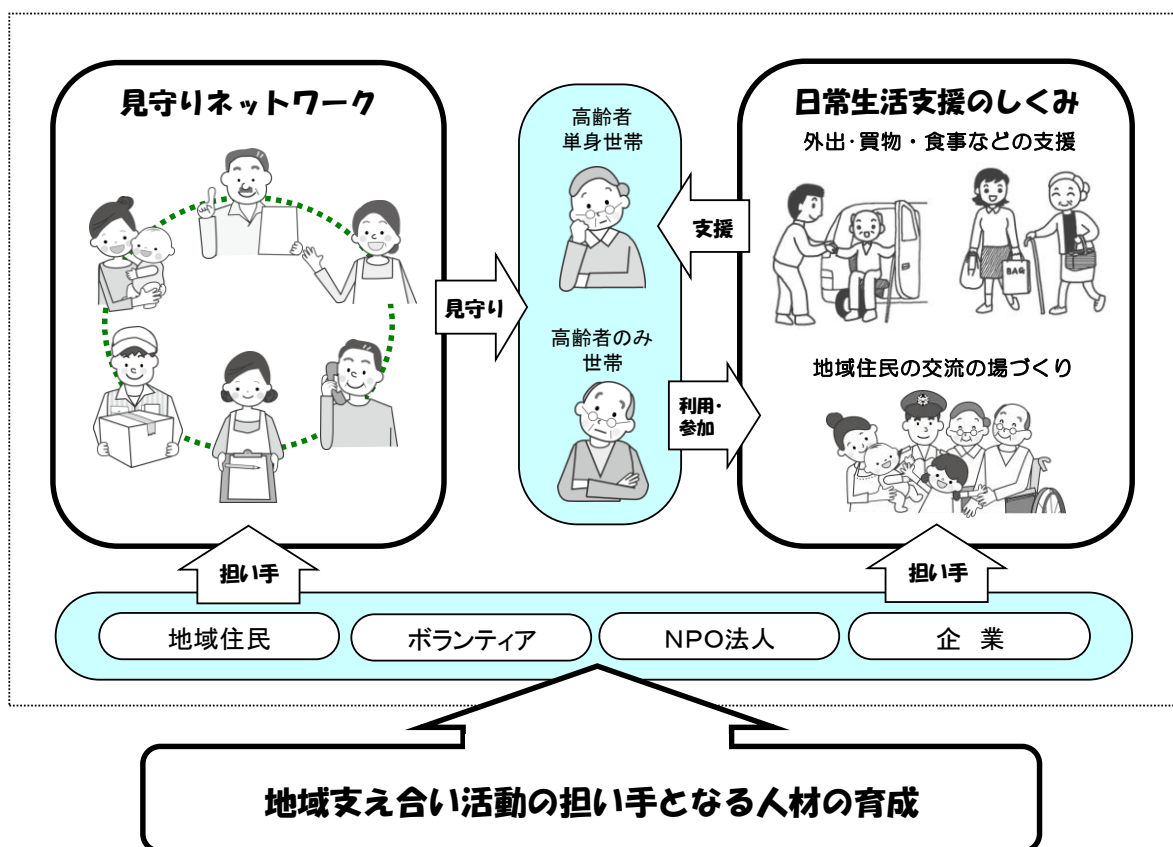 見守りネットワーク
高齢者
単身世帯
日常生活支援のしくみ
外出・買物・食事などの支援
支援
BAG
見守り
高齢者のみ
世帯
利用・
参加
地域住民の交流の場づくり
担い手
担い手
地域住民
ボランティア
NPO法人
企 業
地域支え合い活動の担い手となる人材の育成